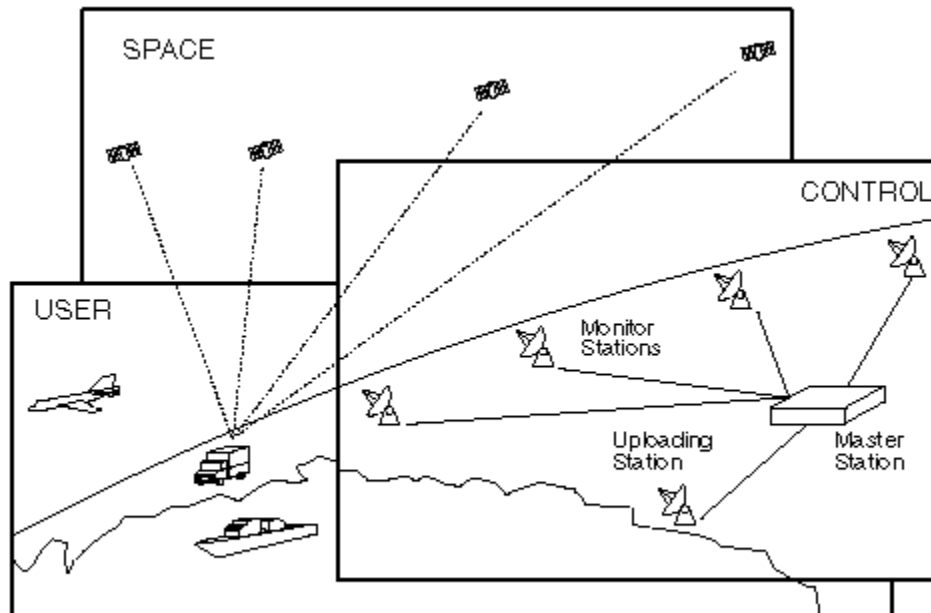 SPACE
CONTROL
USER
Monitor
Stations
Uploading
Station
Master
Station